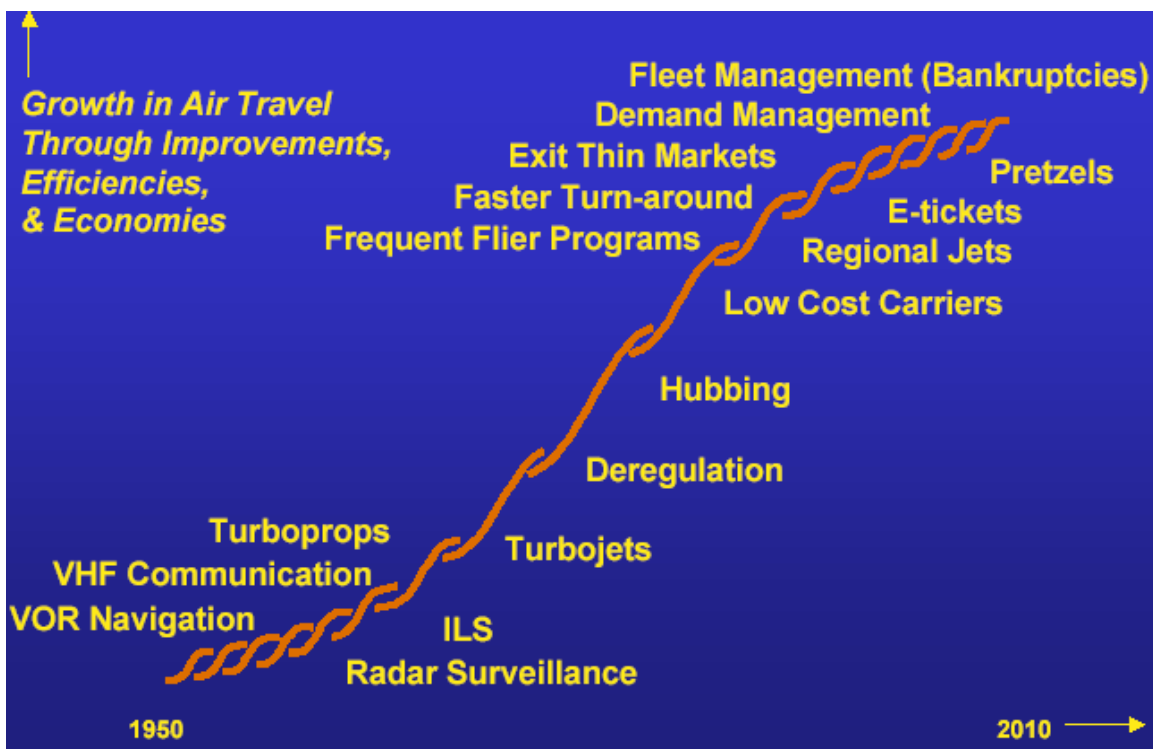 Growth in Air Travel
Through Improvements,
Efficiencies,
& Economies
Fleet Management (Bankruptcies)
Demand Management
Exit Thin Markets
Faster Turn-around
Frequent Flier Programs
Pretzels
E-tickets
Regional Jets
Low Cost Carriers
Hubbing
Deregulation
Turbojets
Turboprops
VHF Communication
VOR Navigation
ILS
Radar Surveillance
1950
2010